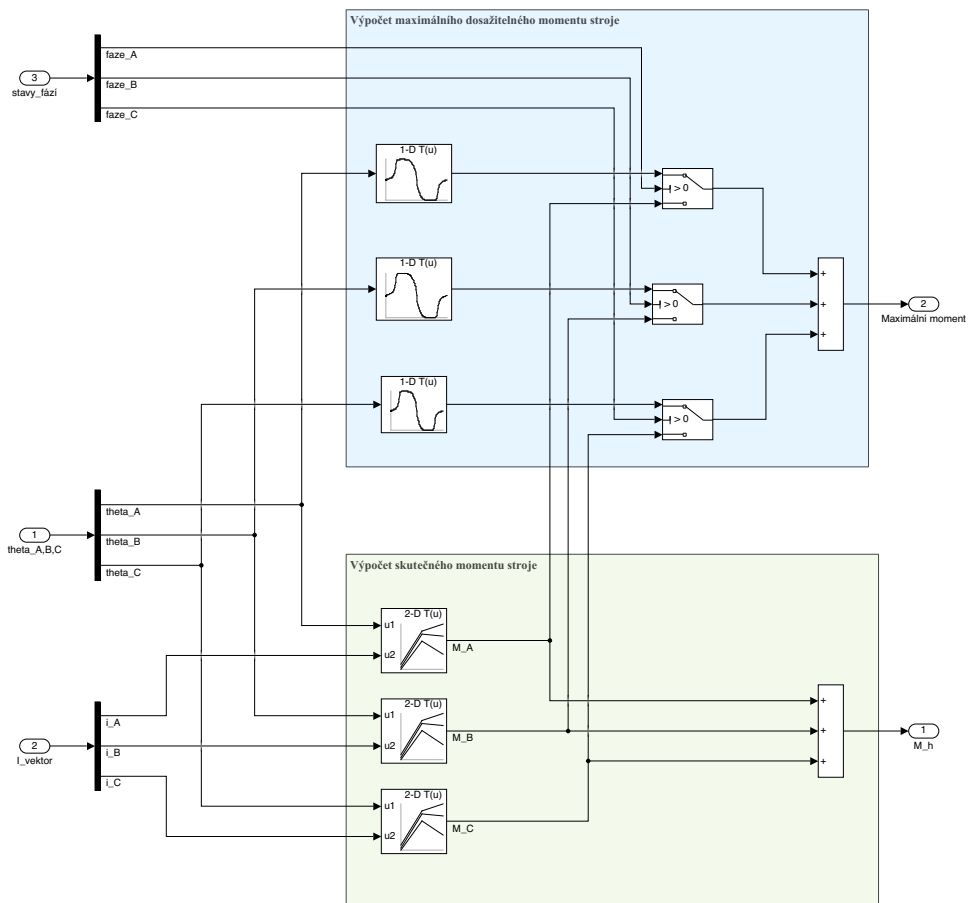 Výpočet maximálního dosažitelného momentu stroje
faze_A
3
stavy_fází
faze_B
faze_C
1-D T(u)
> 0
1-D T(u)
> 0
+
+
+
2
Maximální moment
1-D T(u)
> 0
theta_A
1
theta_A,B,C
theta_B
theta_C
Výpočet skutečného momentu stroje
2-D T(u)
u1
u2
M_A
i_A
2
I_vektor
i_B
i_C
2-D T(u)
u1
u2
M_B
+
+
+
1
M_h
2-D T(u)
u1
u2
M_C